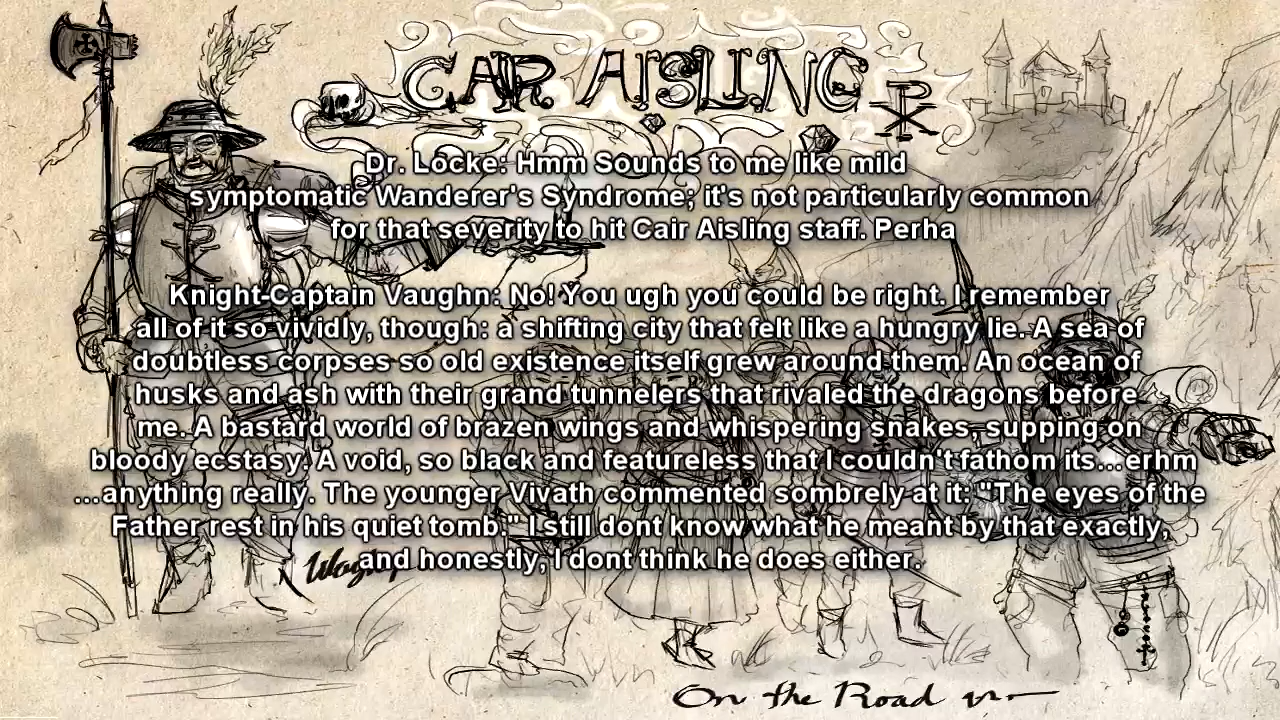 CAIR AISLING
Dr. Locke: Hmm Sounds to me like mild
symptomatic Wanderer's Syndrome; it's not particularly common
for that severity to hit Cair Aisling staff. Perha
Knight-Captain Vaughn: No! You ugh you could be right. I remember
all of it so vividly, though: a shifting city that felt like a hungry lie. A sea of
doubtless corpses so old existence itself grew around them. An ocean of
husks and ash with their grand tunnelers that rivaled the dragons before
me. A bastard world of brazen wings and whispering snakes, supping on
bloody ecstasy. A void, so black and featureless that I couldn't fathom its...erhm
...anything really. The younger Vivath commented sombrely at it: "The eyes of the
Father rest in his quiet tomb." I still dont know what he meant by that exactly,
and honestly, I dont think he does either.
On the Road